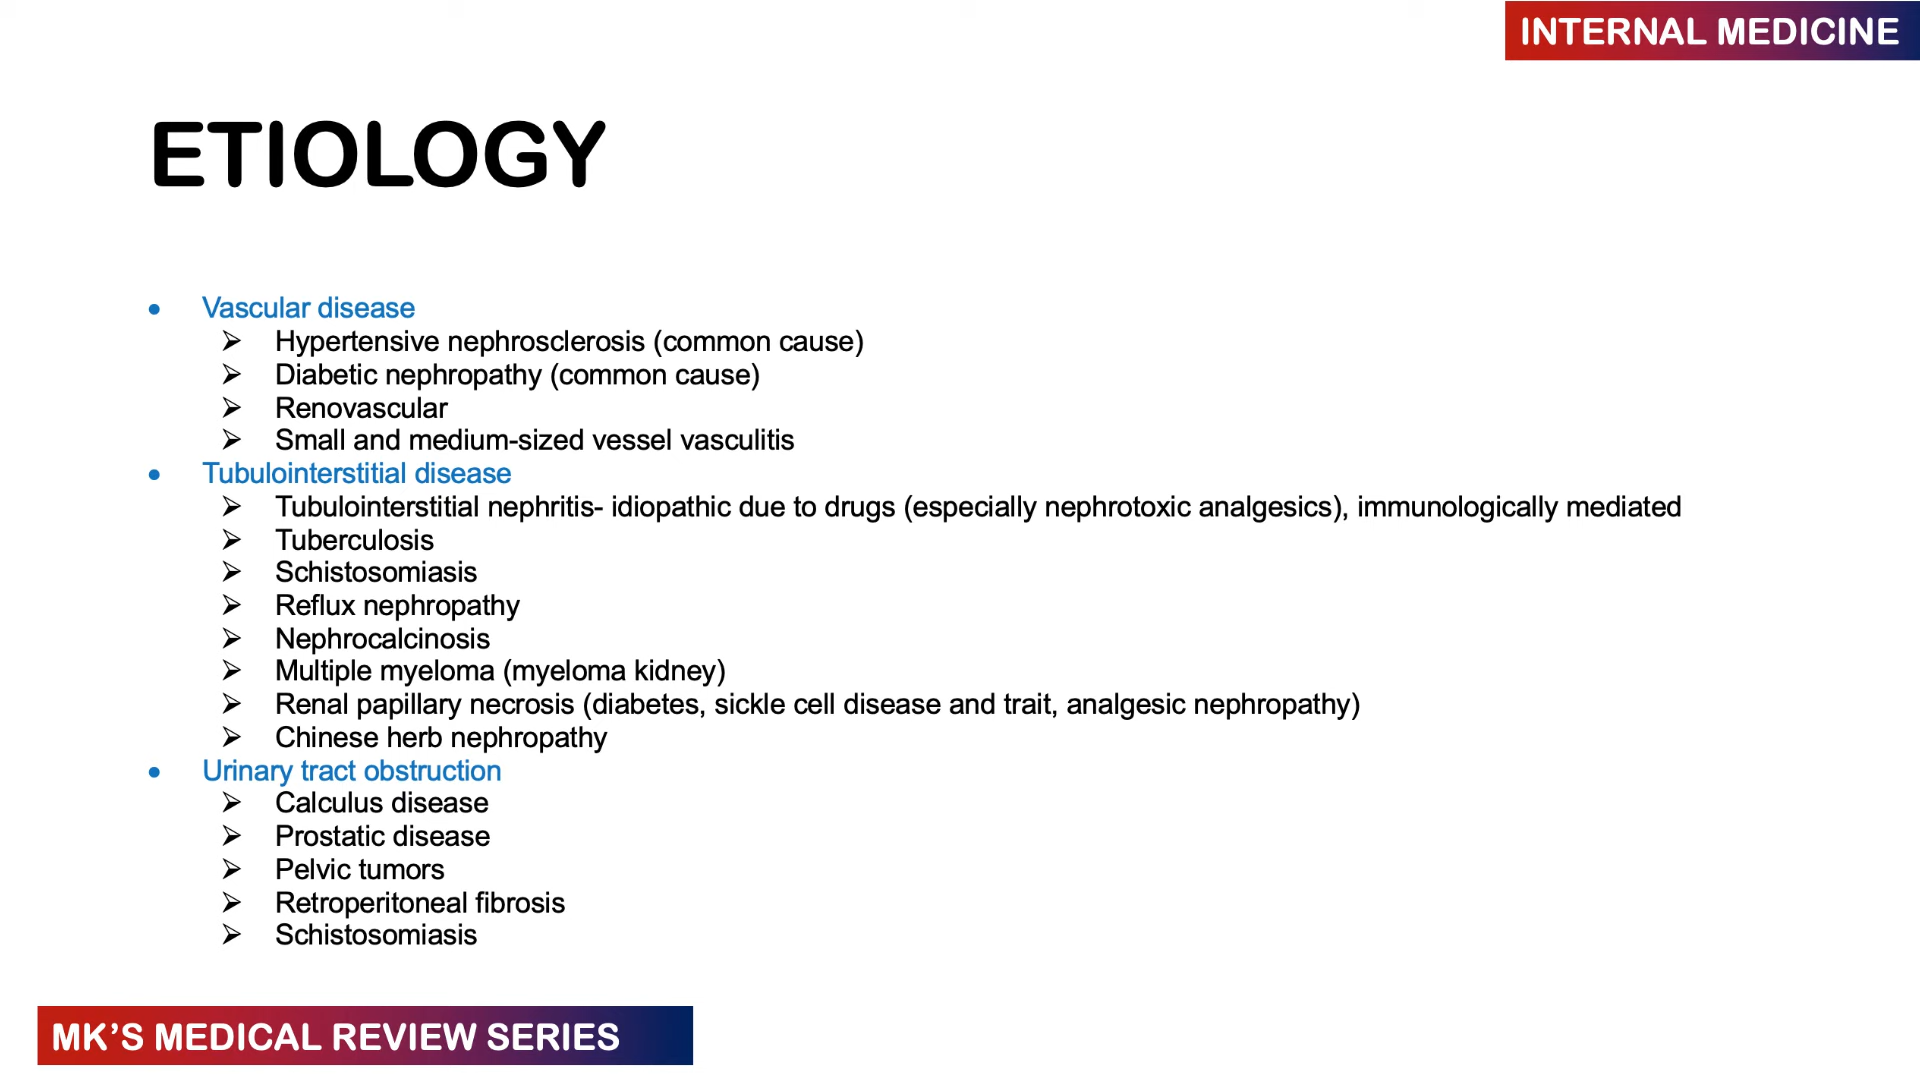 INTERNAL MEDICINE
ETIOLOGY
• Vascular disease
➢ Hypertensive nephrosclerosis (common cause)
➢ Diabetic nephropathy (common cause)
➢ Renovascular
➢ Small and medium-sized vessel vasculitis
• Tubulointerstitial disease
➢ Tubulointerstitial nephritis- idiopathic due to drugs (especially nephrotoxic analgesics), immunologically mediated
➢ Tuberculosis
➢ Schistosomiasis
➢ Reflux nephropathy
➢ Nephrocalcinosis
➢ Multiple myeloma (myeloma kidney)
➢ Renal papillary necrosis (diabetes, sickle cell disease and trait, analgesic nephropathy)
➢ Chinese herb nephropathy
• Urinary tract obstruction
➢ Calculus disease
➢ Prostatic disease
➢ Pelvic tumors
➢ Retroperitoneal fibrosis
➢ Schistosomiasis
MK’S MEDICAL REVIEW SERIES